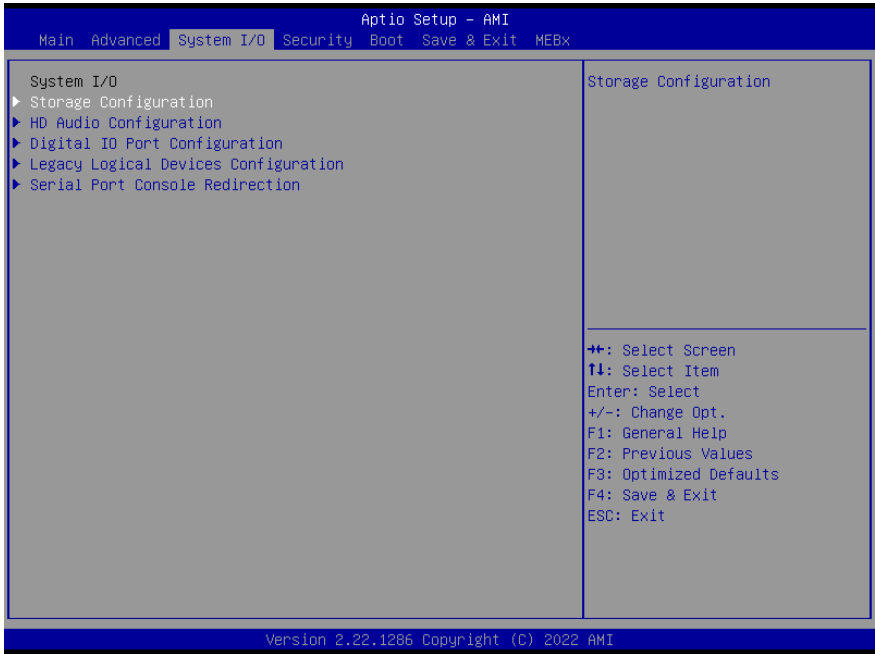 Aptio Setup – AMI
Main Advanced System I/O Security Boot Save & Exit MEBx
System I/O
▶ Storage Configuration
▶ HD Audio Configuration
▶ Digital IO Port Configuration
▶ Legacy Logical Devices Configuration
▶ Serial Port Console Redirection
Storage Configuration
→←: Select Screen
↑↓: Select Item
Enter: Select
+/-: Change Opt.
F1: General Help
F2: Previous Values
F3: Optimized Defaults
F4: Save & Exit
ESC: Exit
Version 2.22.1286 Copyright (C) 2022 AMI